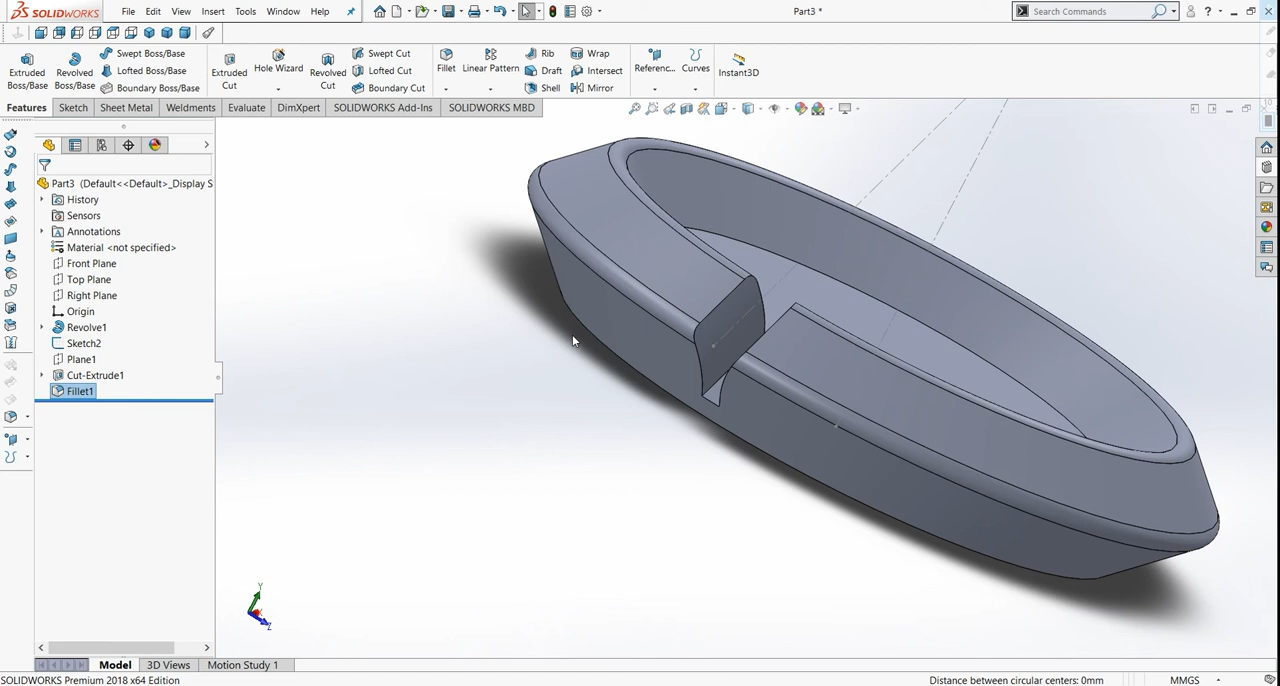 SOLIDWORKS File Edit View Insert Tools Window Help Part3 * Search Commands ?
Extruded Boss/Base Revolved Boss/Base Swept Boss/Base Lofted Boss/Base Boundary Boss/Base Extruded Cut Hole Wizard Revolved Cut Swept Cut Lofted Cut Boundary Cut Fillet Linear Pattern Rib Draft Shell Wrap Intersect Mirror Referenc... Curves Instant3D
Features Sketch Sheet Metal Weldments Evaluate DimXpert SOLIDWORKS Add-Ins SOLIDWORKS MBD
Part3 (Default<<Default>_Display S
History
Sensors
Annotations
Material <not specified>
Front Plane
Top Plane
Right Plane
Origin
Revolve1
Sketch2
Plane1
Cut-Extrude1
Fillet1
Y
Z
Model 3D Views Motion Study 1
SOLIDWORKS Premium 2018 x64 Edition Distance between circular centers: 0mm MMGS